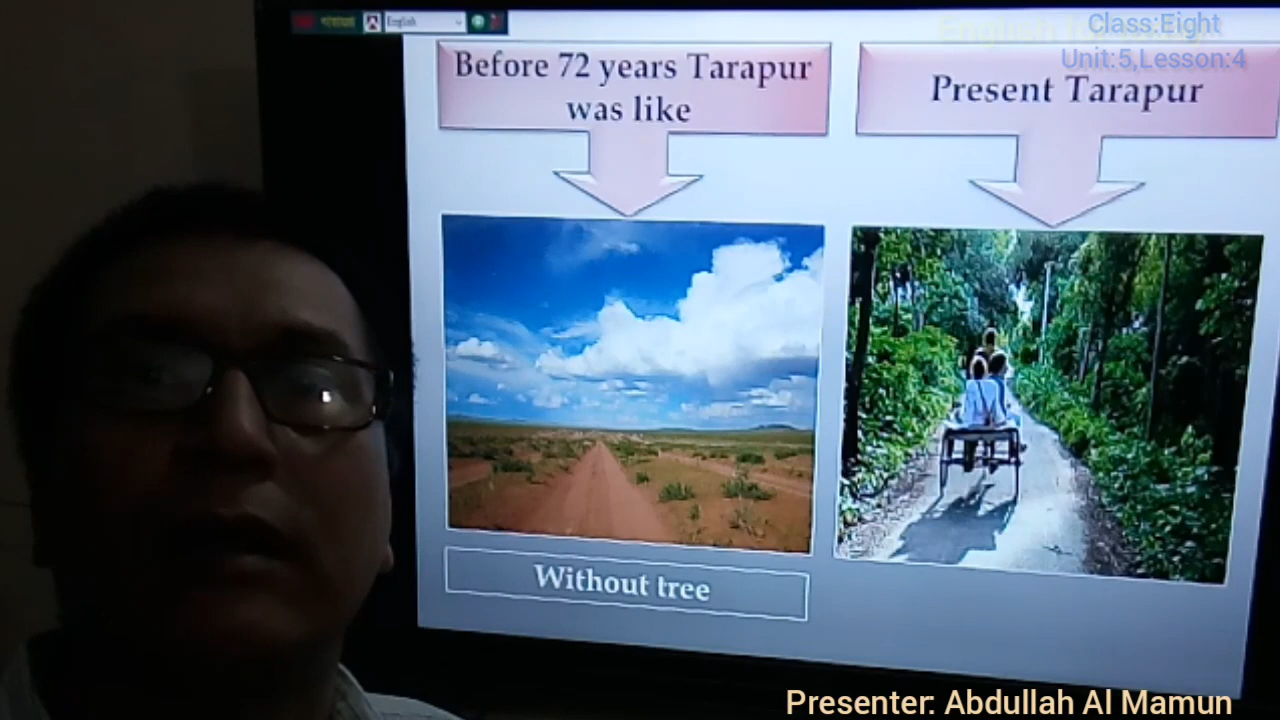 English
Class:Eight
Unit:5,Lesson:4
Before 72 years Tarapur
was like
Present Tarapur
Without tree
Presenter: Abdullah Al Mamun